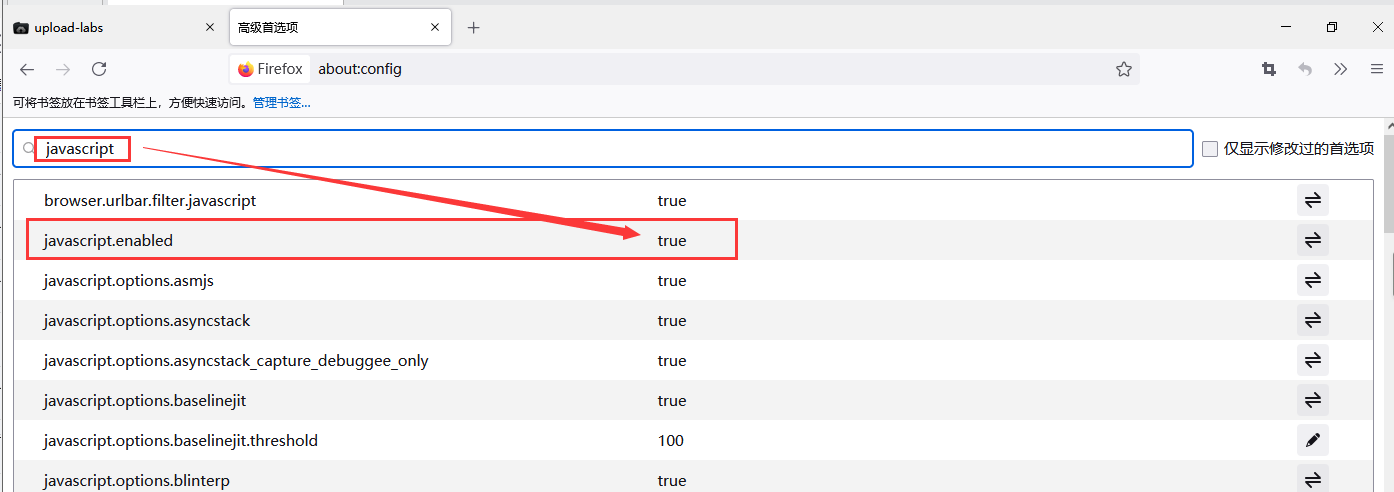 upload-labs
高级首选项
Firefox about:config
可将书签放在书签工具栏上，方便快速访问。管理书签...
javascript
仅显示修改过的首选项
browser.urlbar.filter.javascript true
javascript.enabled true
javascript.options.asmjs true
javascript.options.asyncstack true
javascript.options.asyncstack_capture_debuggee_only true
javascript.options.baselinejit true
javascript.options.baselinejit.threshold 100
javascript.options.blinterp true